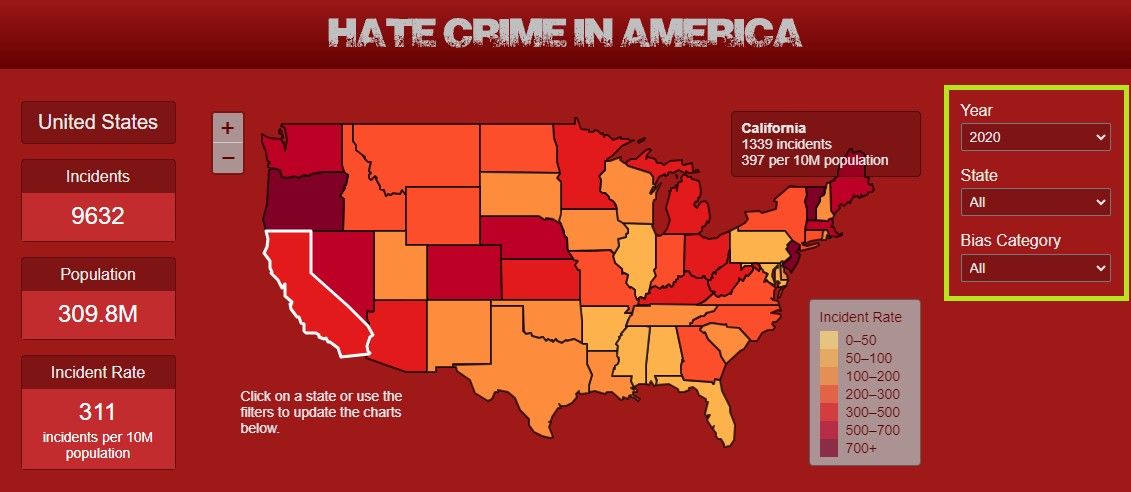 HATE CRIME IN AMERICA
United States
Incidents
9632
Population
309.8M
Incident Rate
311
incidents per 10M
population
+
−
Click on a state or use the
filters to update the charts
below.
California
1339 incidents
397 per 10M population
Incident Rate
0–50
50–100
100–200
200–300
300–500
500–700
700+
Year
2020
State
All
Bias Category
All